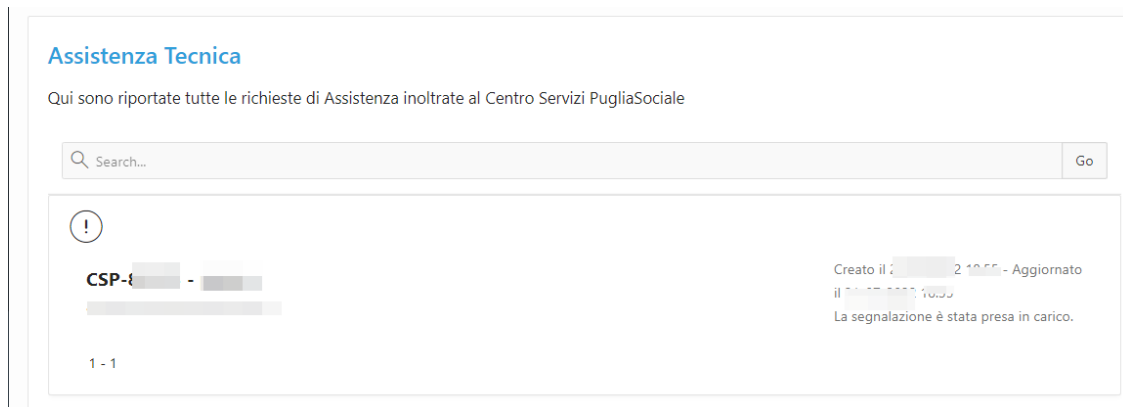 Assistenza Tecnica
Qui sono riportate tutte le richieste di Assistenza inoltrate al Centro Servizi PugliaSociale
Search...
Go
!
CSP- -
Creato il - Aggiornato
il
La segnalazione è stata presa in carico.
1 - 1